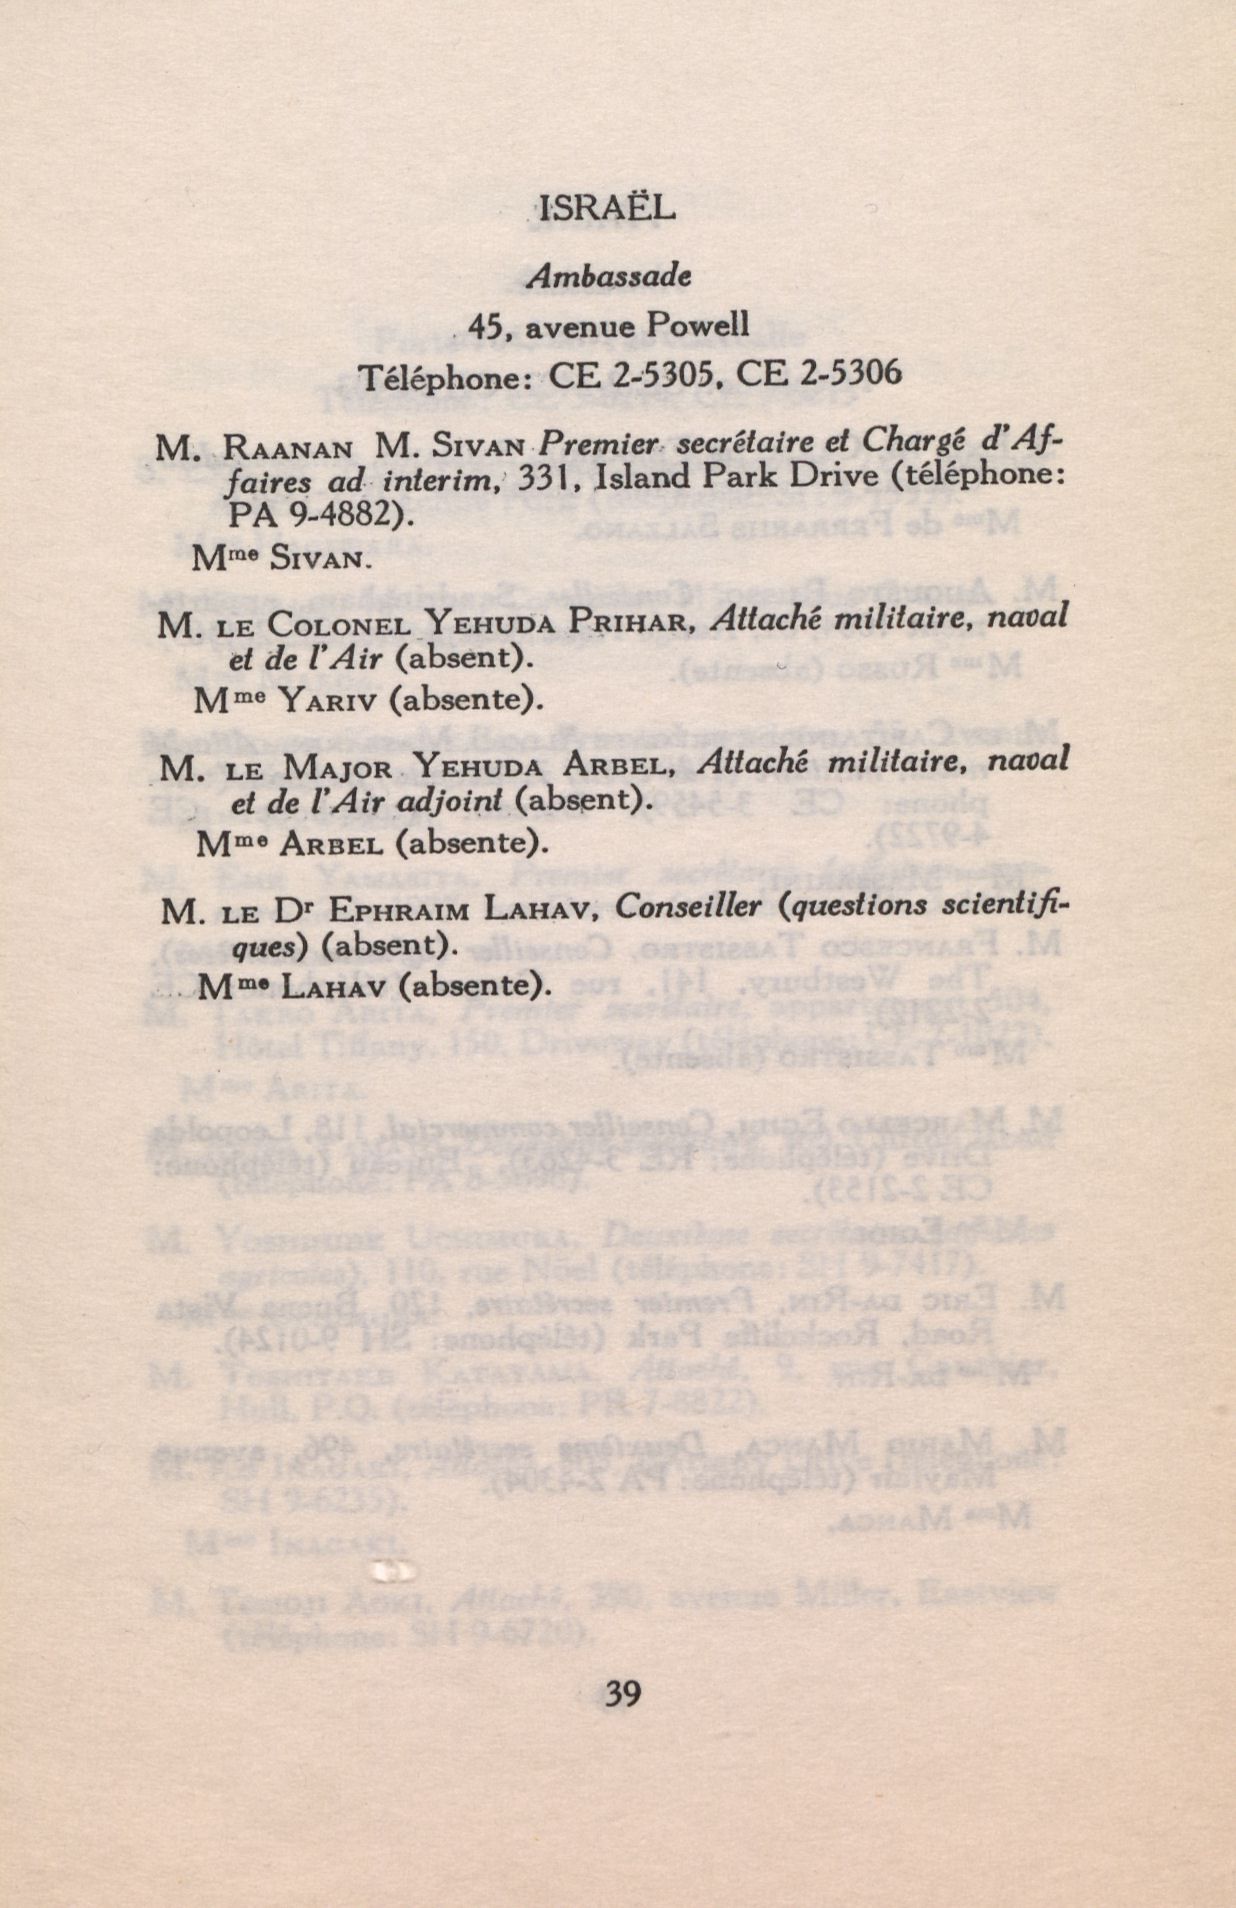 ISRAËL
Ambassade
45, avenue Powell
Téléphone: CE 2-5305, CE 2-5306
M. RAANAN M. SIVAN Premier secrétaire et Chargé d'Af-
faires ad interim, 331, Island Park Drive (téléphone:
PA 9-4882).
Mme SIVAN.
M. LE COLONEL YEHUDA PRIHAR, Attaché militaire, naval
et de l'Air (absent).
Mme YARIV (absente).
M. LE MAJOR YEHUDA ARBEL, Attaché militaire, naval
et de l'Air adjoint (absent).
Mme ARBEL (absente).
M. LE Dr EPHRAIM LAHAV, Conseiller (questions scientifi-
ques) (absent).
Mme LAHAV (absente).
39